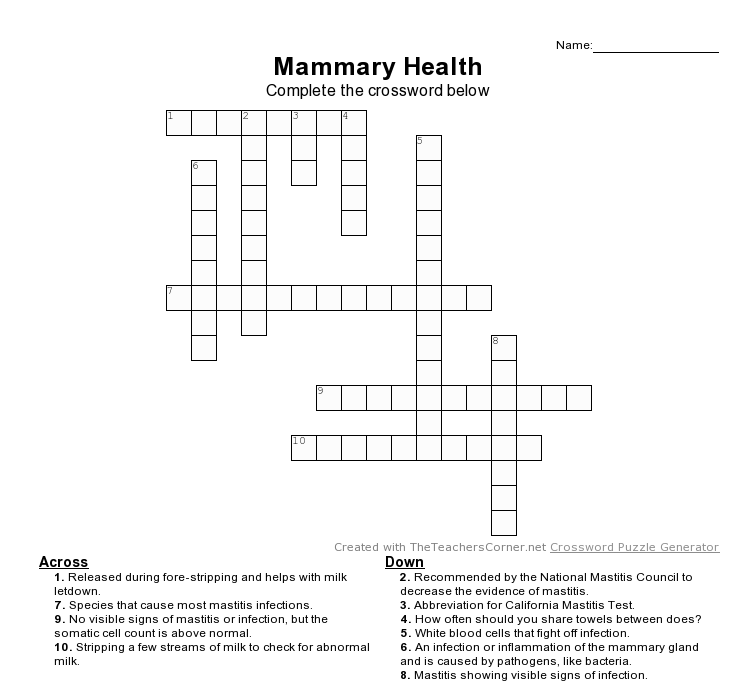 Name:
Mammary Health
Complete the crossword below
1 2 3 4
5
6
7
8
9
10
Created with TheTeachersCorner.net Crossword Puzzle Generator
Across
1. Released during fore-stripping and helps with milk
letdown.
7. Species that cause most mastitis infections.
9. No visible signs of mastitis or infection, but the
somatic cell count is above normal.
10. Stripping a few streams of milk to check for abnormal
milk.
Down
2. Recommended by the National Mastitis Council to
decrease the evidence of mastitis.
3. Abbreviation for California Mastitis Test.
4. How often should you share towels between does?
5. White blood cells that fight off infection.
6. An infection or inflammation of the mammary gland
and is caused by pathogens, like bacteria.
8. Mastitis showing visible signs of infection.